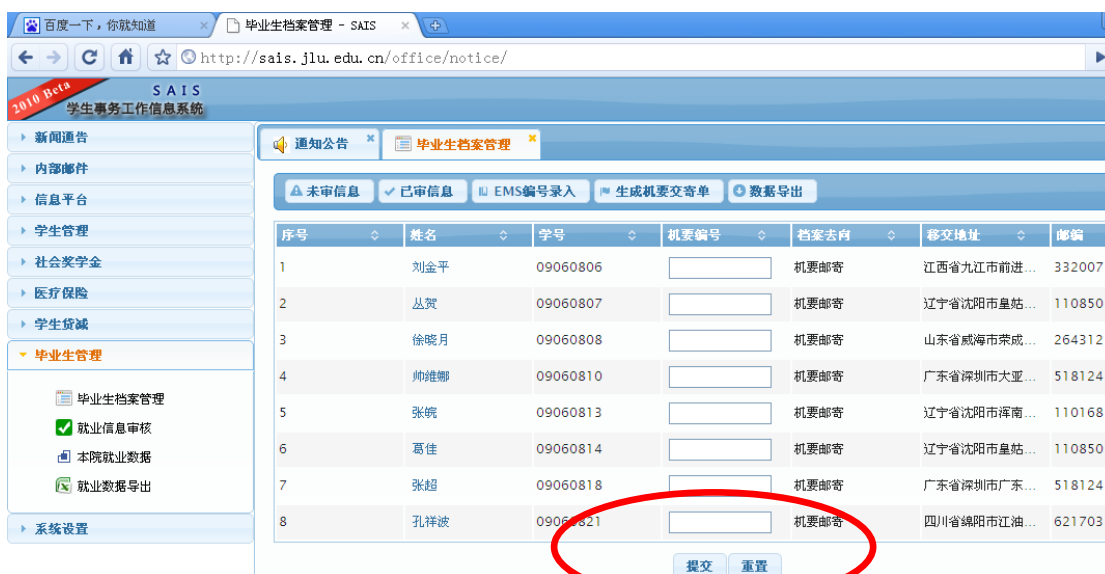 百度一下，你就知道 毕业生档案管理 - SAIS
http://sais.jlu.edu.cn/office/notice/
2010 Beta
SAIS
学生事务工作信息系统
新闻通告
内部邮件
信息平台
学生管理
社会奖学金
医疗保险
学生贷减
毕业生管理
毕业生档案管理
就业信息审核
本院就业数据
就业数据导出
系统设置
通知公告 毕业生档案管理
未审信息 已审信息 EMS编号录入 生成机要交寄单 数据导出
序号 姓名 学号 机要编号 档案去向 移交地址 邮编
1 刘金平 09060806 机要邮寄 江西省九江市前进... 332007
2 丛贺 09060807 机要邮寄 辽宁省沈阳市皇姑... 110850
3 徐晓月 09060808 机要邮寄 山东省威海市荣成... 264312
4 帅维娜 09060810 机要邮寄 广东省深圳市大亚... 518124
5 张皖 09060813 机要邮寄 辽宁省沈阳市浑南... 110168
6 葛佳 09060814 机要邮寄 辽宁省沈阳市皇姑... 110850
7 张超 09060818 机要邮寄 广东省深圳市广东... 518124
8 孔祥波 09060821 机要邮寄 四川省绵阳市江油... 621703
提交 重置